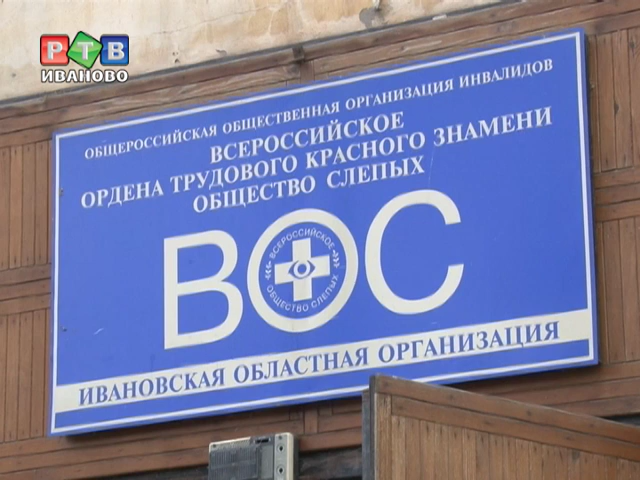 РТВ
ИВАНОВО
ОБЩЕРОССИЙСКАЯ ОБЩЕСТВЕННАЯ ОРГАНИЗАЦИЯ ИНВАЛИДОВ
ВСЕРОССИЙСКОЕ
ОРДЕНА ТРУДОВОГО КРАСНОГО ЗНАМЕНИ
ОБЩЕСТВО СЛЕПЫХ
ВОС
ВСЕРОССИЙСКОЕ
ОБЩЕСТВО СЛЕПЫХ
ИВАНОВСКАЯ ОБЛАСТНАЯ ОРГАНИЗАЦИЯ